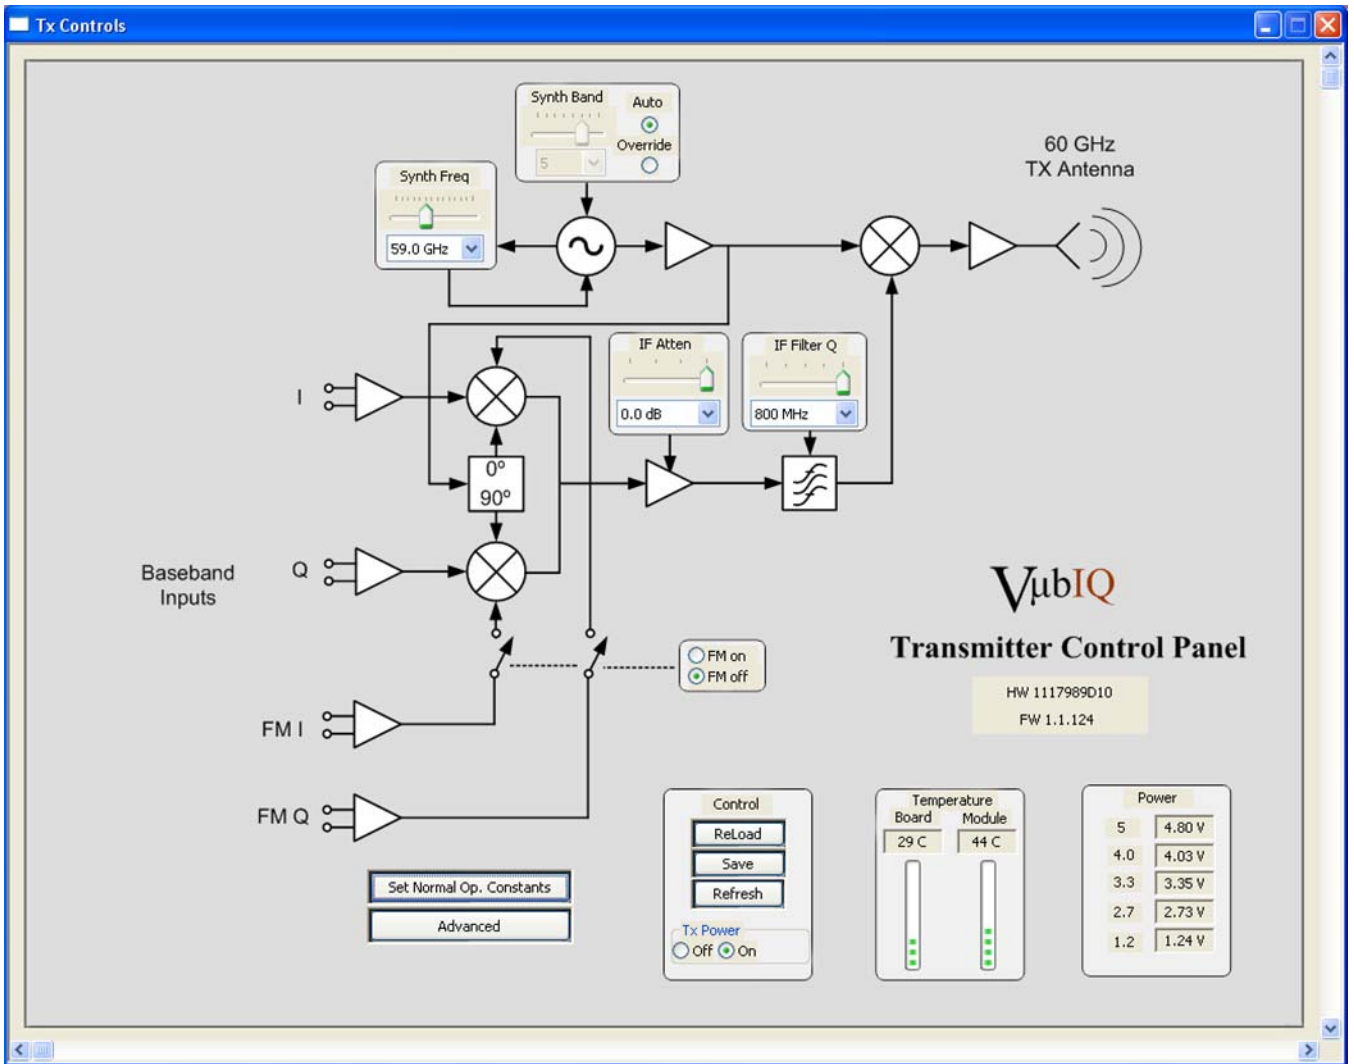 Tx Controls
Synth Band
Auto
Override
5
Synth Freq
59.0 GHz
60 GHz
TX Antenna
IF Atten
0.0 dB
IF Filter Q
800 MHz
I
0º
90º
Q
Baseband
Inputs
VµbIQ
Transmitter Control Panel
HW 1117989D10
FW 1.1.124
FM on
FM off
FM I
FM Q
Set Normal Op. Constants
Advanced
Control
ReLoad
Save
Refresh
Tx Power
Off On
Temperature
Board Module
29 C 44 C
Power
5 4.80 V
4.0 4.03 V
3.3 3.35 V
2.7 2.73 V
1.2 1.24 V